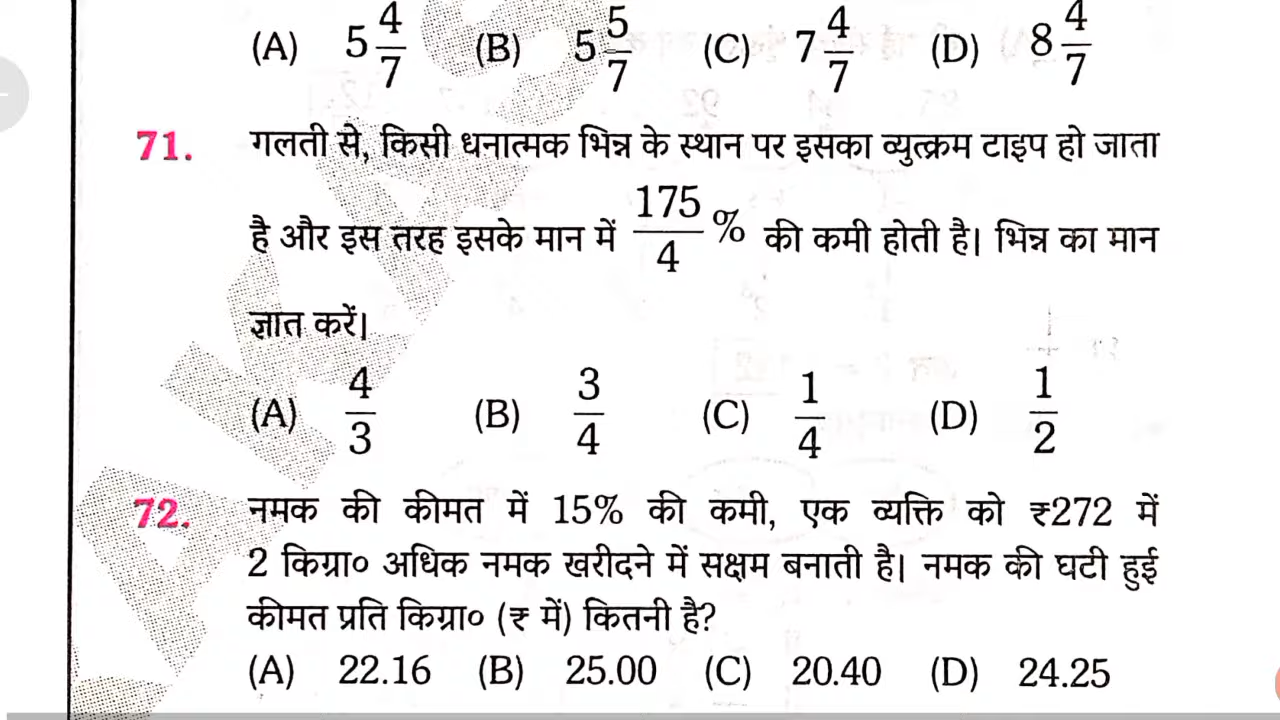 (A) 5 4/7 (B) 5 5/7 (C) 7 4/7 (D) 8 4/7
71. गलती से, किसी धनात्मक भिन्न के स्थान पर इसका व्युत्क्रम टाइप हो जाता
है और इस तरह इसके मान में 175/4 % की कमी होती है। भिन्न का मान
ज्ञात करें।
(A) 4/3 (B) 3/4 (C) 1/4 (D) 1/2
72. नमक की कीमत में 15% की कमी, एक व्यक्ति को ₹272 में
2 किग्रा० अधिक नमक खरीदने में सक्षम बनाती है। नमक की घटी हुई
कीमत प्रति किग्रा० (₹ में) कितनी है?
(A) 22.16 (B) 25.00 (C) 20.40 (D) 24.25